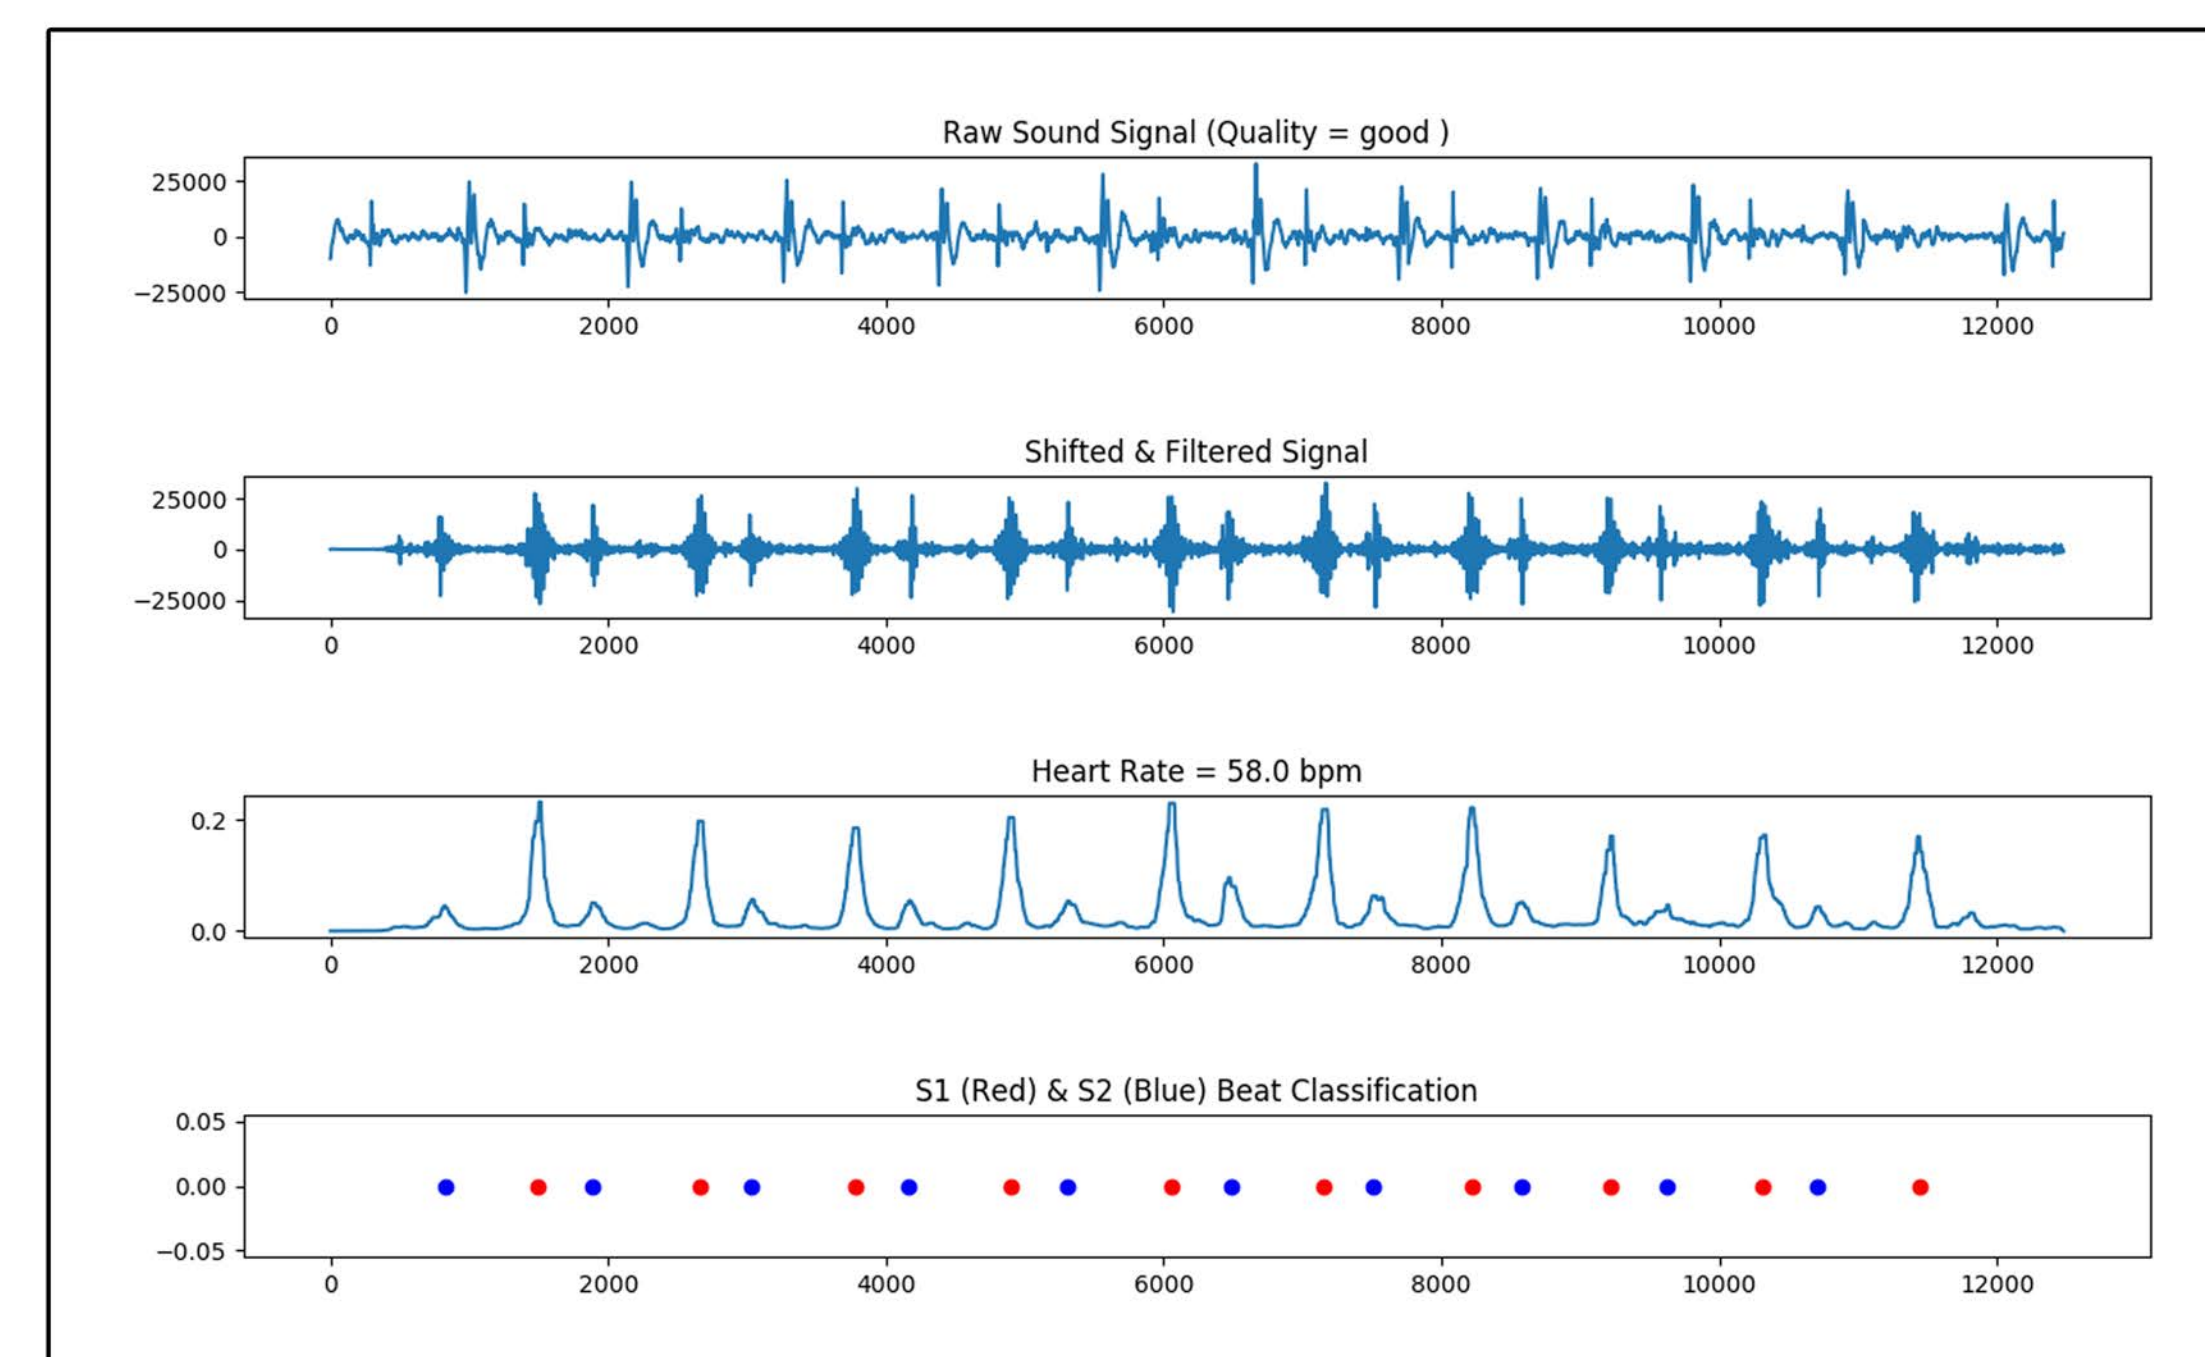 Raw Sound Signal (Quality = good )
25000
0
−25000
0 2000 4000 6000 8000 10000 12000
Shifted & Filtered Signal
25000
0
−25000
0 2000 4000 6000 8000 10000 12000
Heart Rate = 58.0 bpm
0.2
0.0
0 2000 4000 6000 8000 10000 12000
S1 (Red) & S2 (Blue) Beat Classification
0.05
0.00
−0.05
0 2000 4000 6000 8000 10000 12000